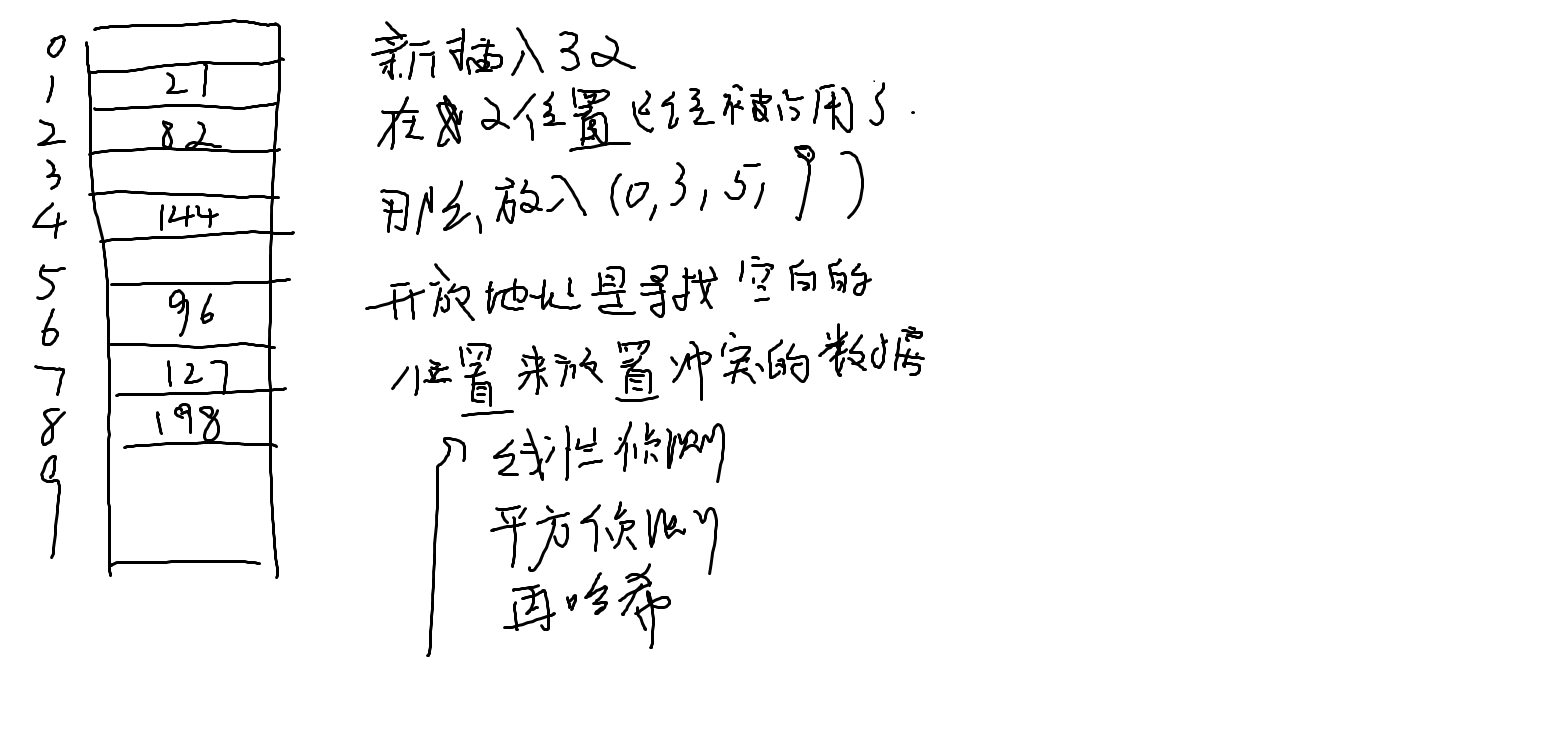 0
1 21
2 82
3
4 144
5
6 96
7 127
8 198
9
新插入32
在2位置已经被占用了.
那么放入(0,3,5,9)
开放地址是寻找空白的
位置来放置冲突的数据
线性侦测
平方侦测
再哈希